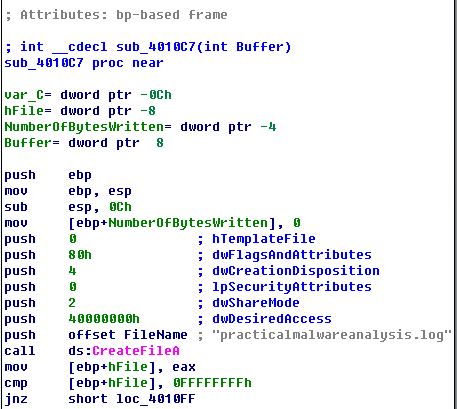 ; Attributes: bp-based frame
; int __cdecl sub_4010C7(int Buffer)
sub_4010C7 proc near
var_C= dword ptr -0Ch
hFile= dword ptr -8
NumberOfBytesWritten= dword ptr -4
Buffer= dword ptr  8
push    ebp
mov     ebp, esp
sub     esp, 0Ch
mov     [ebp+NumberOfBytesWritten], 0
push    0               ; hTemplateFile
push    80h             ; dwFlagsAndAttributes
push    4               ; dwCreationDisposition
push    0               ; lpSecurityAttributes
push    2               ; dwShareMode
push    40000000h       ; dwDesiredAccess
push    offset FileName ; "practicalmalwareanalysis.log"
call    ds:CreateFileA
mov     [ebp+hFile], eax
cmp     [ebp+hFile], 0FFFFFFFFh
jnz     short loc_4010FF